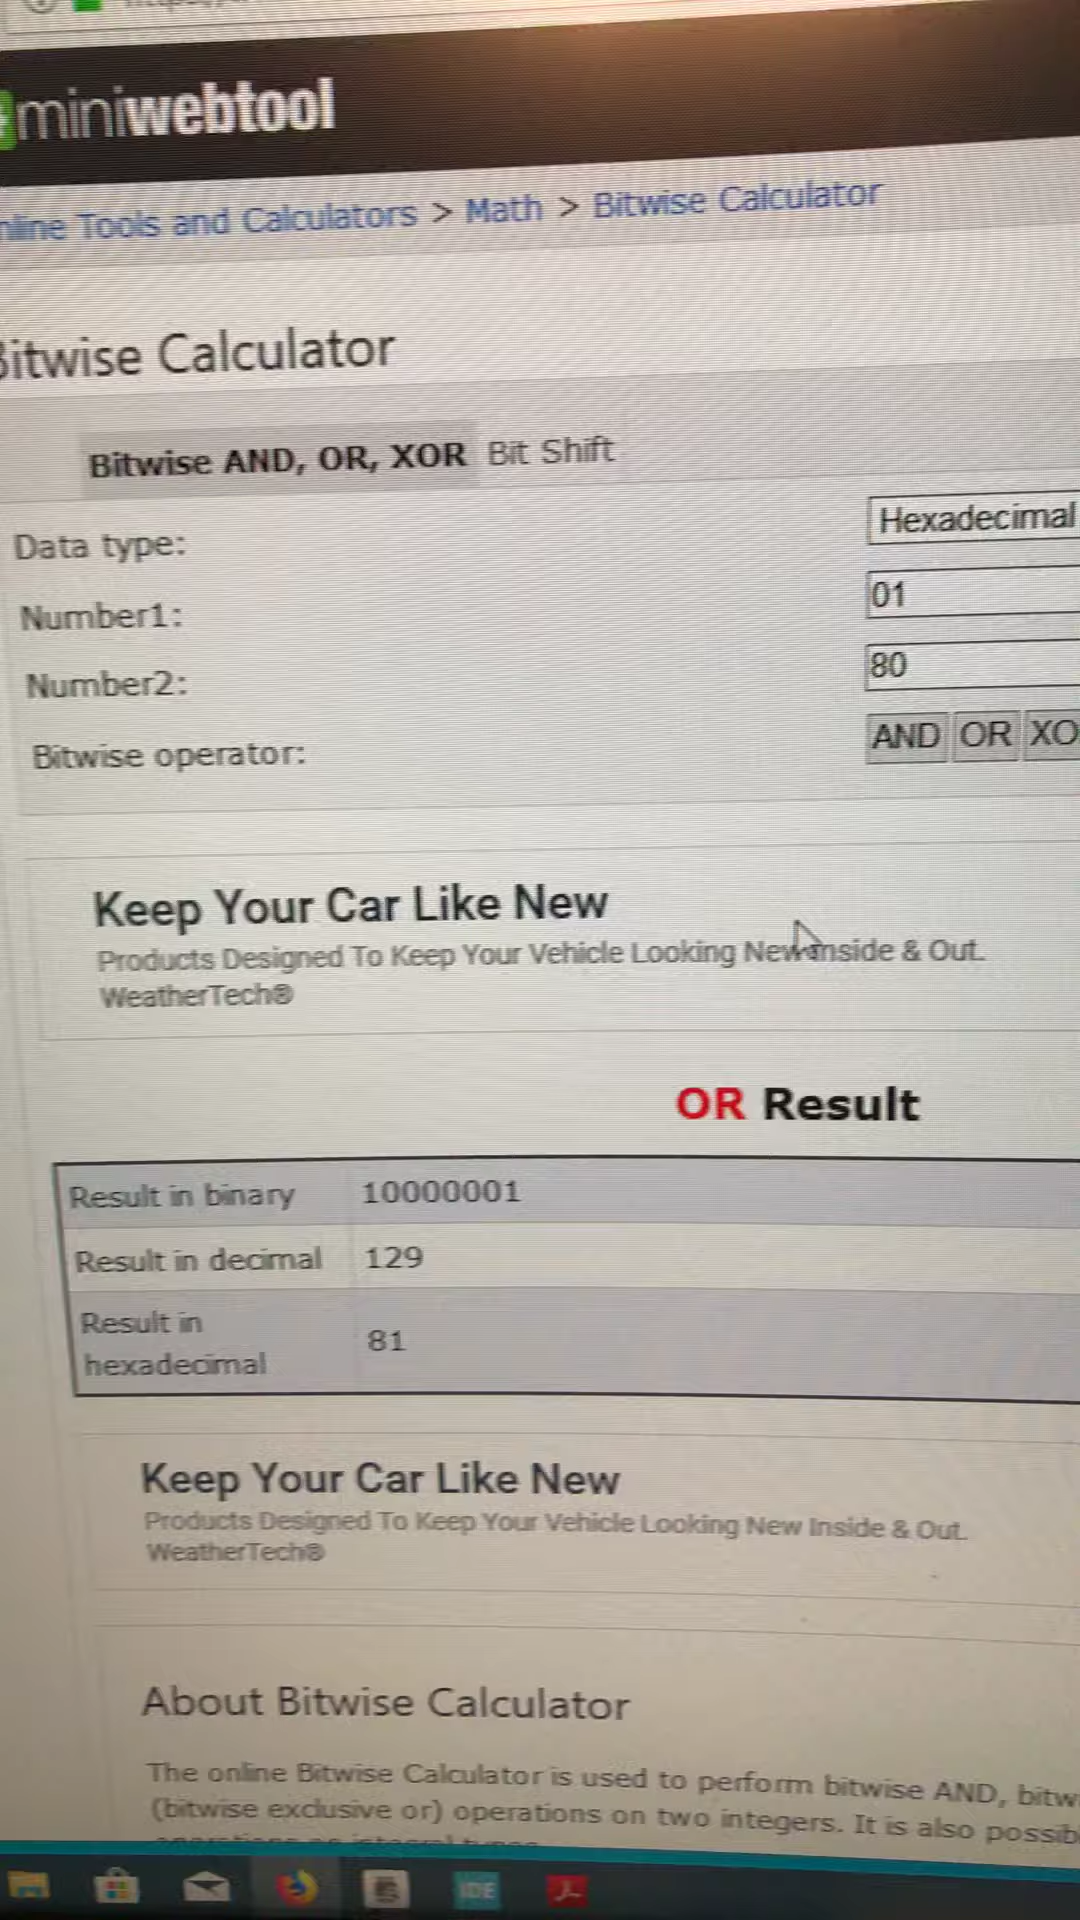 miniwebtool
nline Tools and Calculators > Math > Bitwise Calculator
Bitwise Calculator
Bitwise AND, OR, XOR Bit Shift
Data type: Hexadecimal
Number1: 01
Number2: 80
Bitwise operator: AND OR XO
Keep Your Car Like New
Products Designed To Keep Your Vehicle Looking New Inside & Out.
WeatherTech®
OR Result
Result in binary 10000001
Result in decimal 129
Result in
hexadecimal 81
Keep Your Car Like New
Products Designed To Keep Your Vehicle Looking New Inside & Out.
WeatherTech®
About Bitwise Calculator
The online Bitwise Calculator is used to perform bitwise AND, bitw
(bitwise exclusive or) operations on two integers. It is also possib
IDE